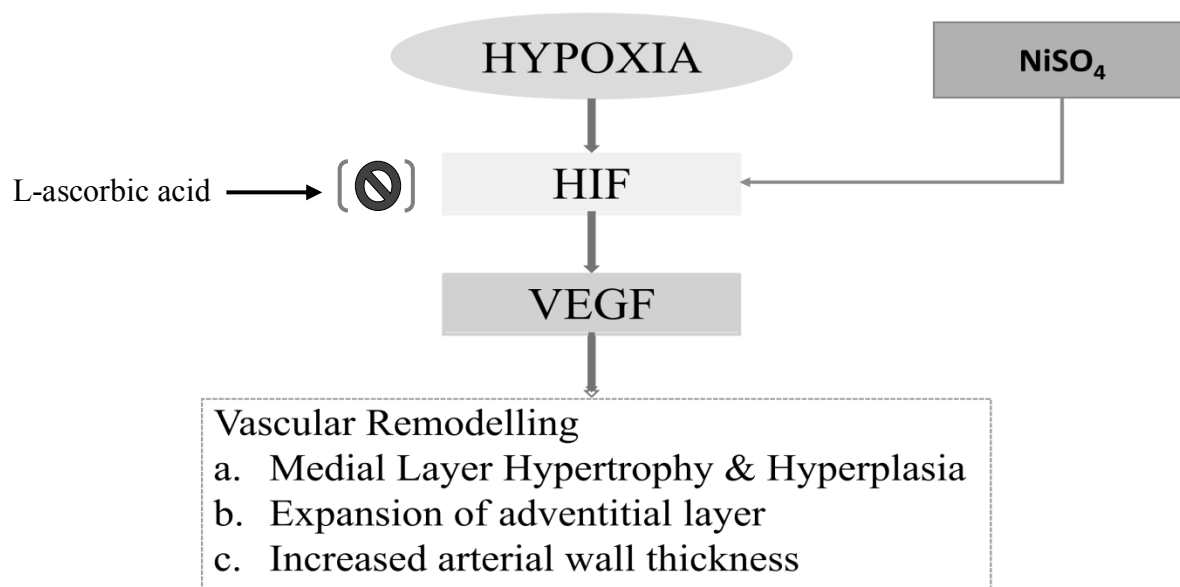 HYPOXIA
NiSO₄
L-ascorbic acid
HIF
VEGF
Vascular Remodelling
a. Medial Layer Hypertrophy & Hyperplasia
b. Expansion of adventitial layer
c. Increased arterial wall thickness